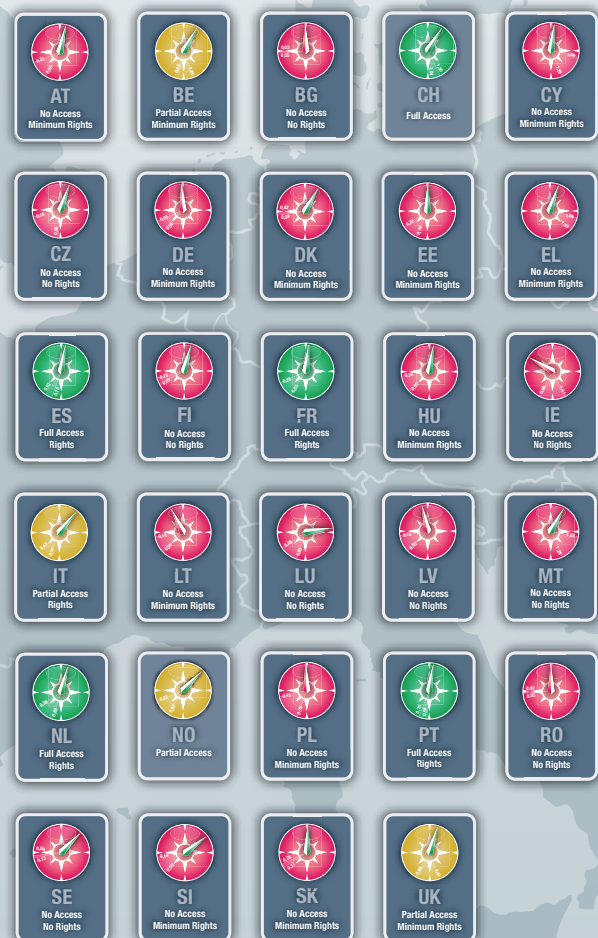 AT
No Access
Minimum Rights
BE
Partial Access
Minimum Rights
BG
No Access
No Rights
CH
Full Access
CY
No Access
Minimum Rights
CZ
No Access
No Rights
DE
No Access
Minimum Rights
DK
No Access
Minimum Rights
EE
No Access
Minimum Rights
EL
No Access
Minimum Rights
ES
Full Access
Rights
FI
No Access
No Rights
FR
Full Access
Rights
HU
No Access
Minimum Rights
IE
No Access
No Rights
IT
Partial Access
Rights
LT
No Access
Minimum Rights
LU
No Access
No Rights
LV
No Access
No Rights
MT
No Access
No Rights
NL
Full Access
Rights
NO
Partial Access
PL
No Access
Minimum Rights
PT
Full Access
Rights
RO
No Access
No Rights
SE
No Access
No Rights
SI
No Access
Minimum Rights
SK
No Access
Minimum Rights
UK
Partial Access
Minimum Rights